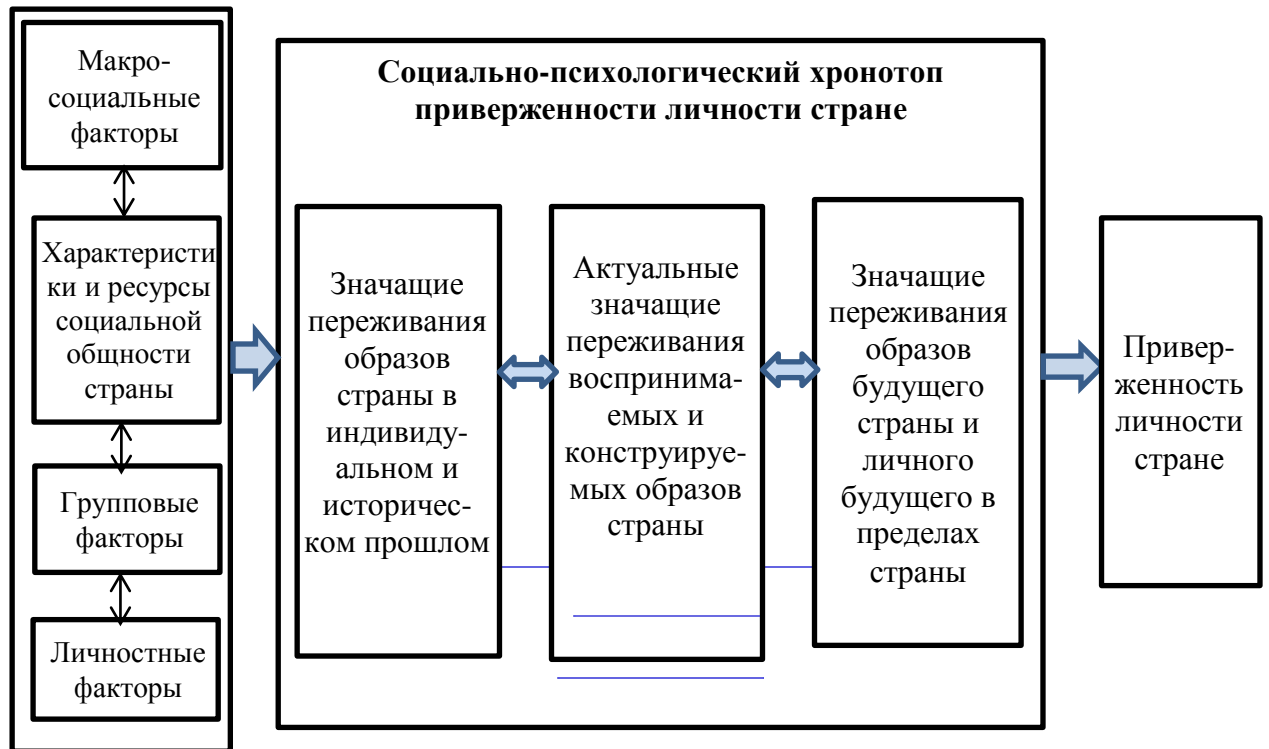 Макро-
социальные
факторы
Характеристи
ки и ресурсы
социальной
общности
страны
Групповые
факторы
Личностные
факторы
Социально-психологический хронотоп
приверженности личности стране
Значащие
переживания
образов
страны в
индивиду-
альном и
историчес-
ком прошлом
Актуальные
значащие
переживания
воспринима-
емых и
конструируе-
мых образов
страны
Значащие
переживания
образов
будущего
страны и
личного
будущего в
пределах
страны
Привер-
женность
личности
стране